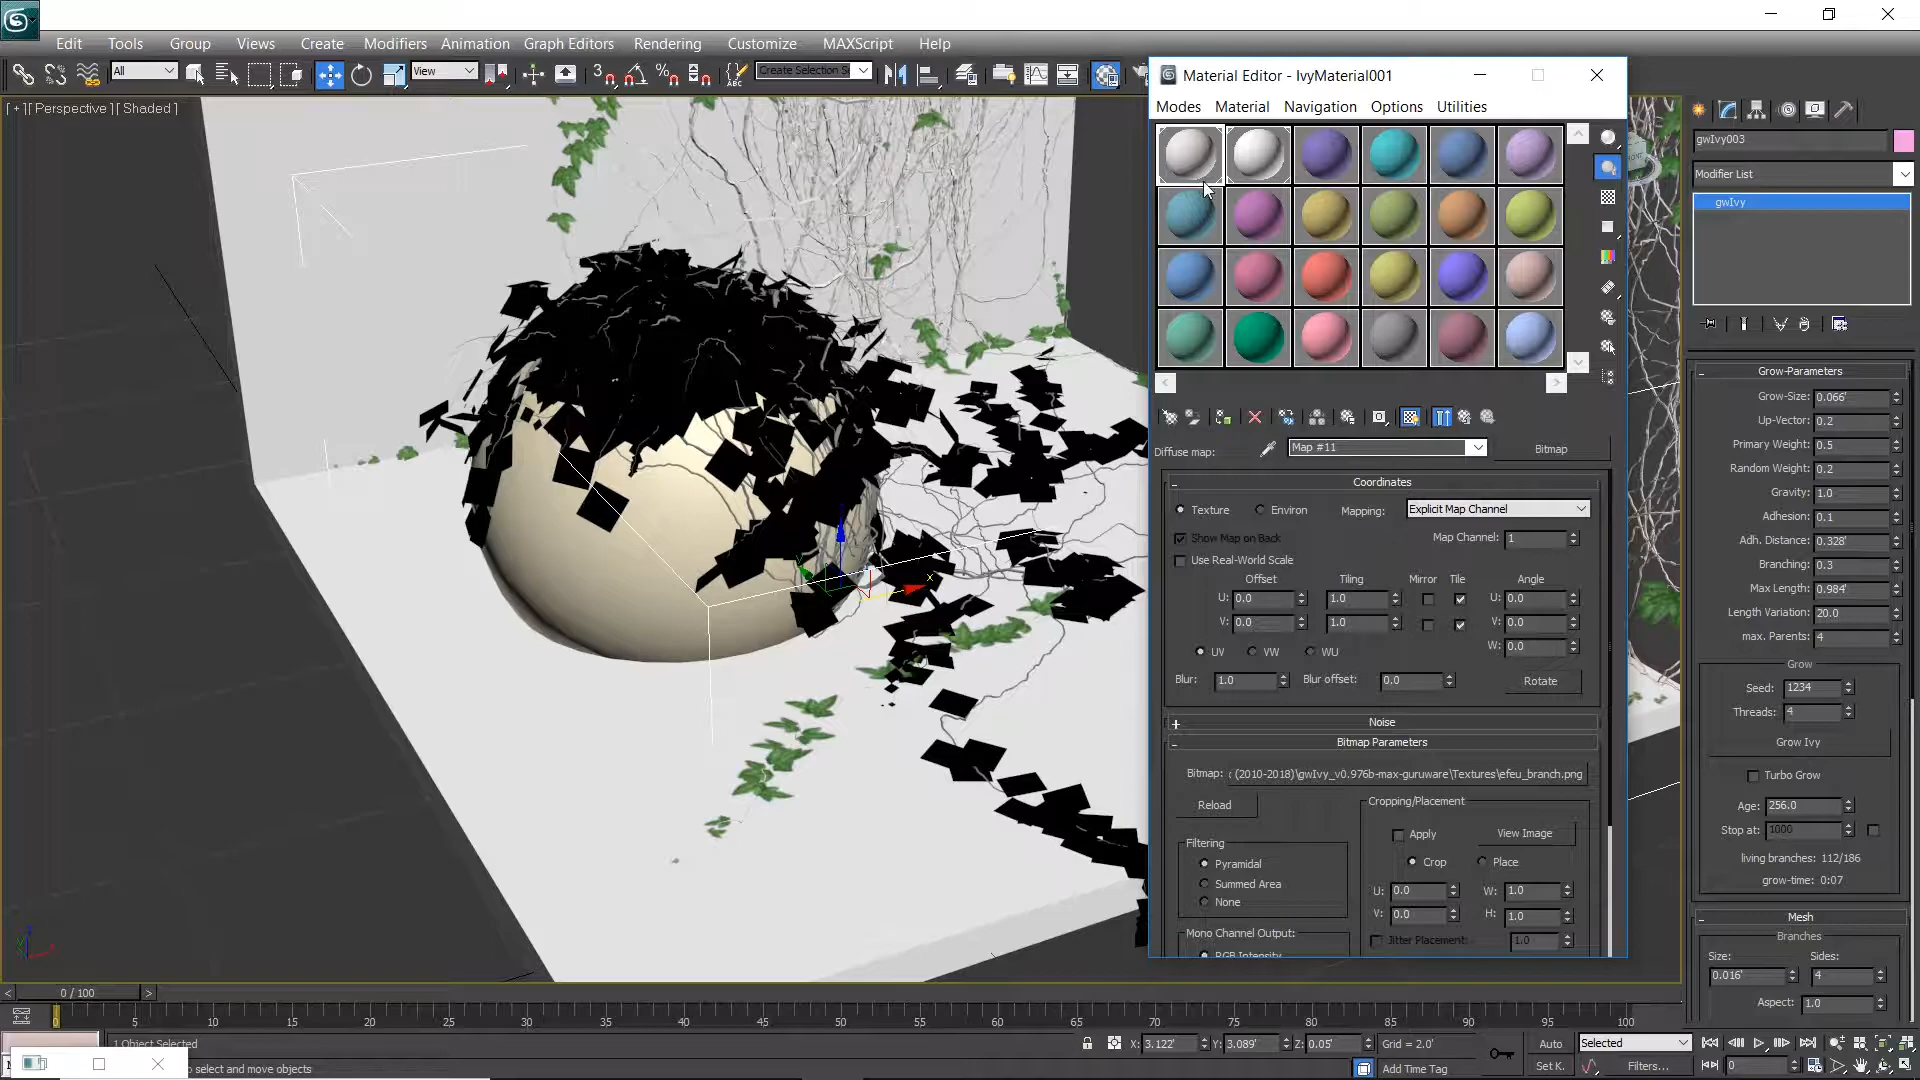 Edit Tools Group Views Create Modifiers Animation Graph Editors Rendering Customize MAXScript Help
All
View
3
ABC
Create Selection S
[ + ] [ Perspective ] [ Shaded ]
Material Editor - IvyMaterial001
Modes Material Navigation Options Utilities
Diffuse map: Map #11 Bitmap
Coordinates
Texture Environ Mapping: Explicit Map Channel
Show Map on Back Map Channel: 1
Use Real-World Scale
Offset Tiling Mirror Tile Angle
U: 0.0 1.0 U: 0.0
V: 0.0 1.0 V: 0.0
W: 0.0
UV VW WU
Blur: 1.0 Blur offset: 0.0 Rotate
Noise
Bitmap Parameters
Bitmap: (2010-2018)\gwIvy_v0.976b-max-guruware\Textures\efeu_branch.png
Reload
Cropping/Placement
Apply View Image
Crop Place
U: 0.0 W: 1.0
V: 0.0 H: 1.0
Jitter Placement: 1.0
Filtering
Pyramidal
Summed Area
None
Mono Channel Output:
RGB Intensity
gwIvy003
Modifier List
gwIvy
Grow-Parameters
Grow-Size: 0.066'
Up-Vector: 0.2
Primary Weight: 0.5
Random Weight: 0.2
Gravity: 1.0
Adhesion: 0.1
Adh. Distance: 0.328'
Branching: 0.3
Max Length: 0.984'
Length Variation: 20.0
max. Parents: 4
Grow
Seed: 1234
Threads: 4
Grow Ivy
Turbo Grow
Age: 256.0
Stop at: 1000
living branches: 112/186
grow-time: 0:07
Mesh
Branches
Size: Sides:
0.016' 4
Aspect: 1.0
x
y
0 / 100
5 10 15 20 25 30 35 40 45 50 55 60 65 70 75 80 85 90 95 100
1 Object Selected
X: 3.122' Y: 3.089' Z: 0.05' Grid = 2.0'
Auto Selected
o select and move objects
Add Time Tag
Set K. Filters... 0